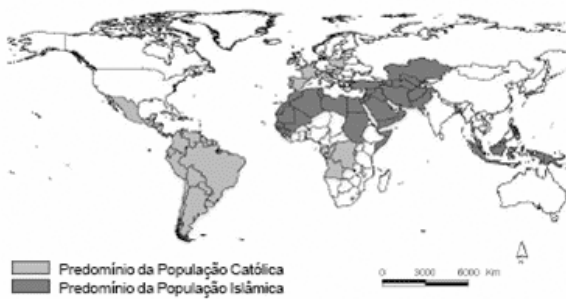 Predomínio da População Católica
Predomínio da População Islâmica
0 3000 6000 Km
N